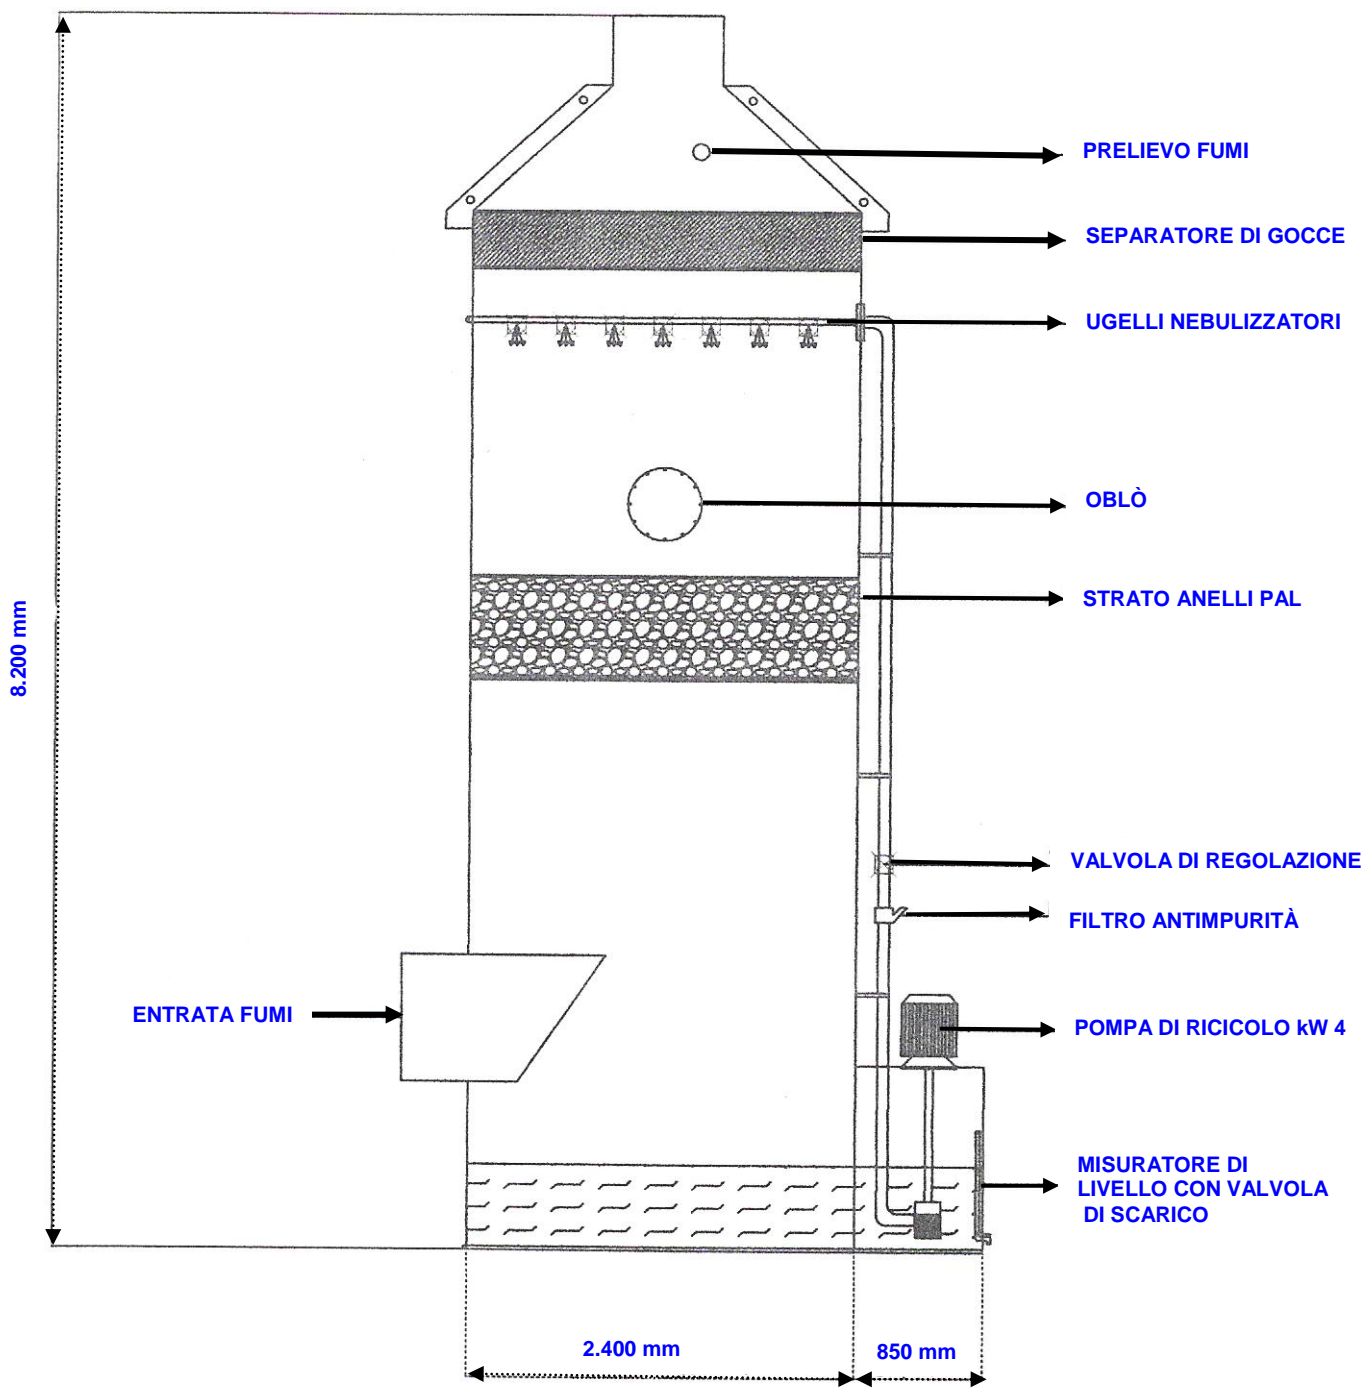 PRELIEVO FUMI
SEPARATORE DI GOCCE
UGELLI NEBULIZZATORI
OBLÒ
STRATO ANELLI PAL
8.200 mm
VALVOLA DI REGOLAZIONE
FILTRO ANTIMPURITÀ
ENTRATA FUMI
POMPA DI RICICOLO kW 4
MISURATORE DI
LIVELLO CON VALVOLA
DI SCARICO
2.400 mm
850 mm